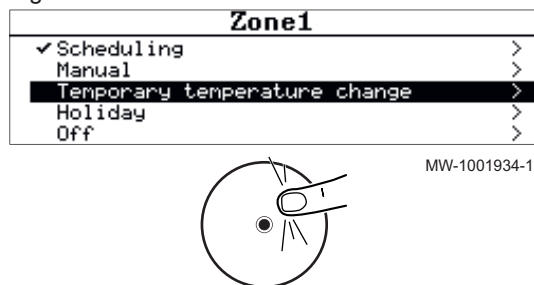 Zone1
✔Scheduling >
Manual >
Temporary temperature change >
Holiday >
Off >
MW-1001934-1